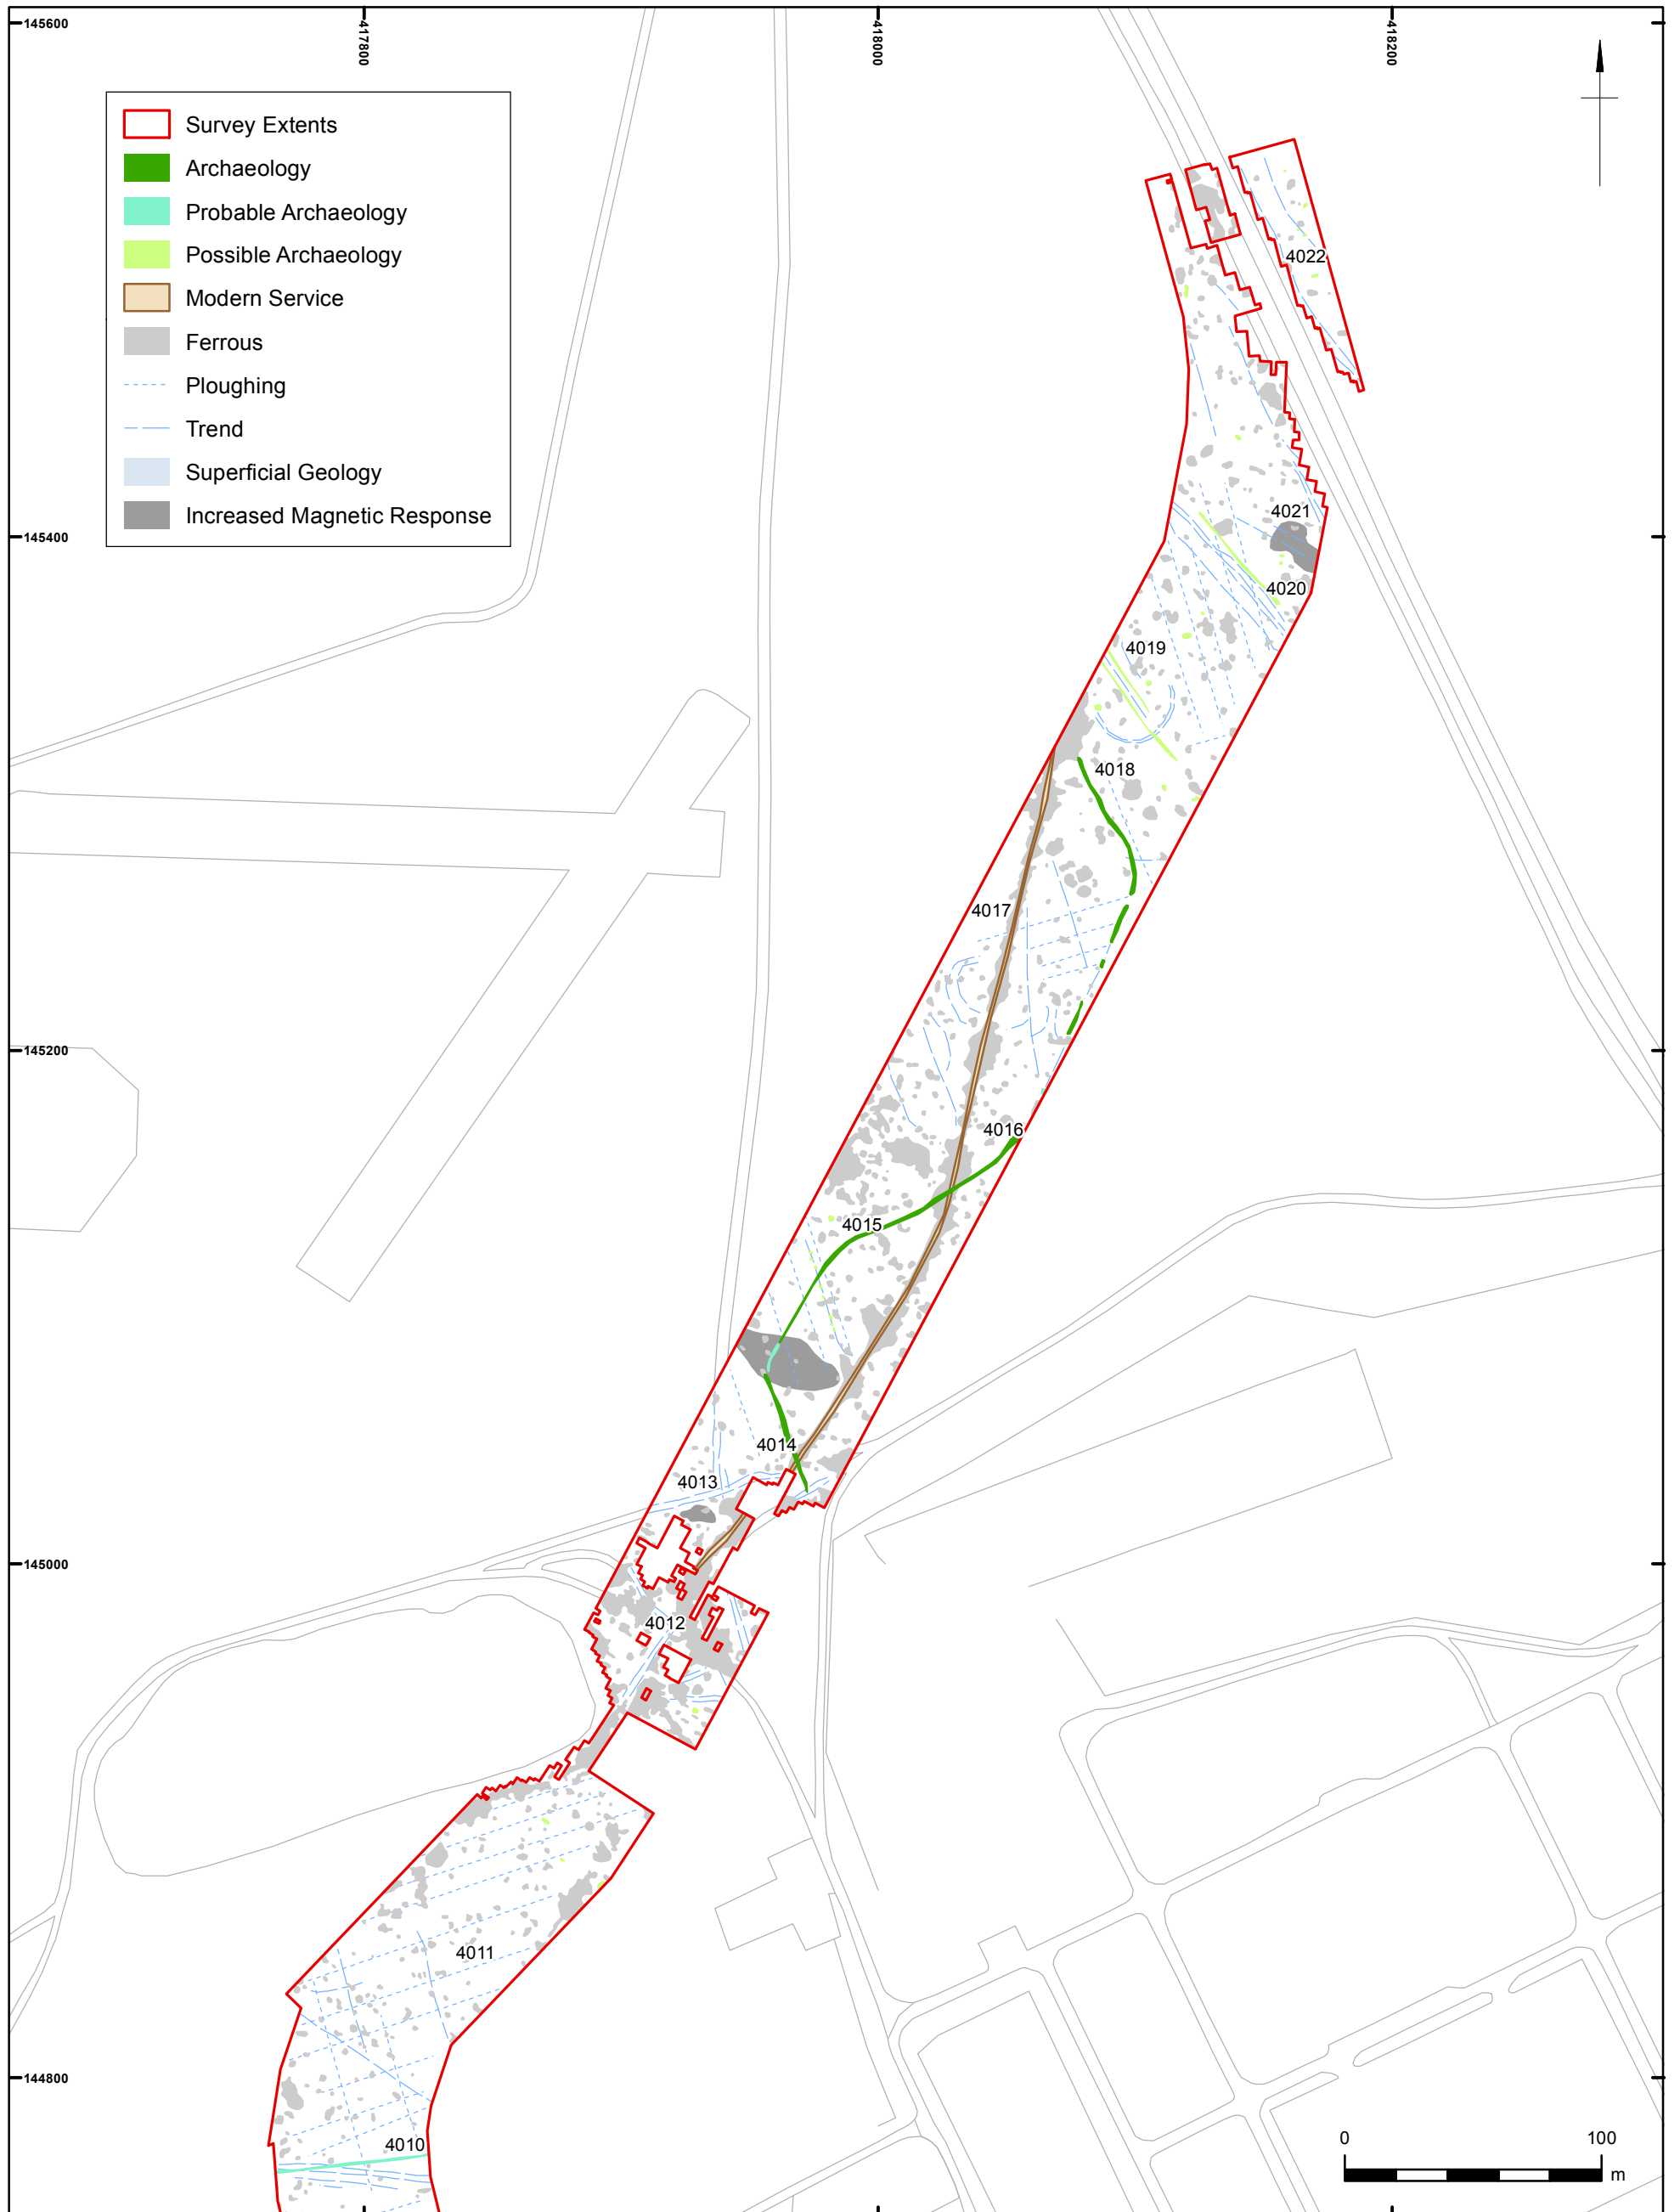 145600
417800
418000
418200
Survey Extents
Archaeology
Probable Archaeology
Possible Archaeology
Modern Service
Ferrous
Ploughing
Trend
Superficial Geology
Increased Magnetic Response
4022
4021
145400
4020
4019
4018
4017
145200
4016
4015
4014
4013
145000
4012
4011
144800
4010
0
100
m